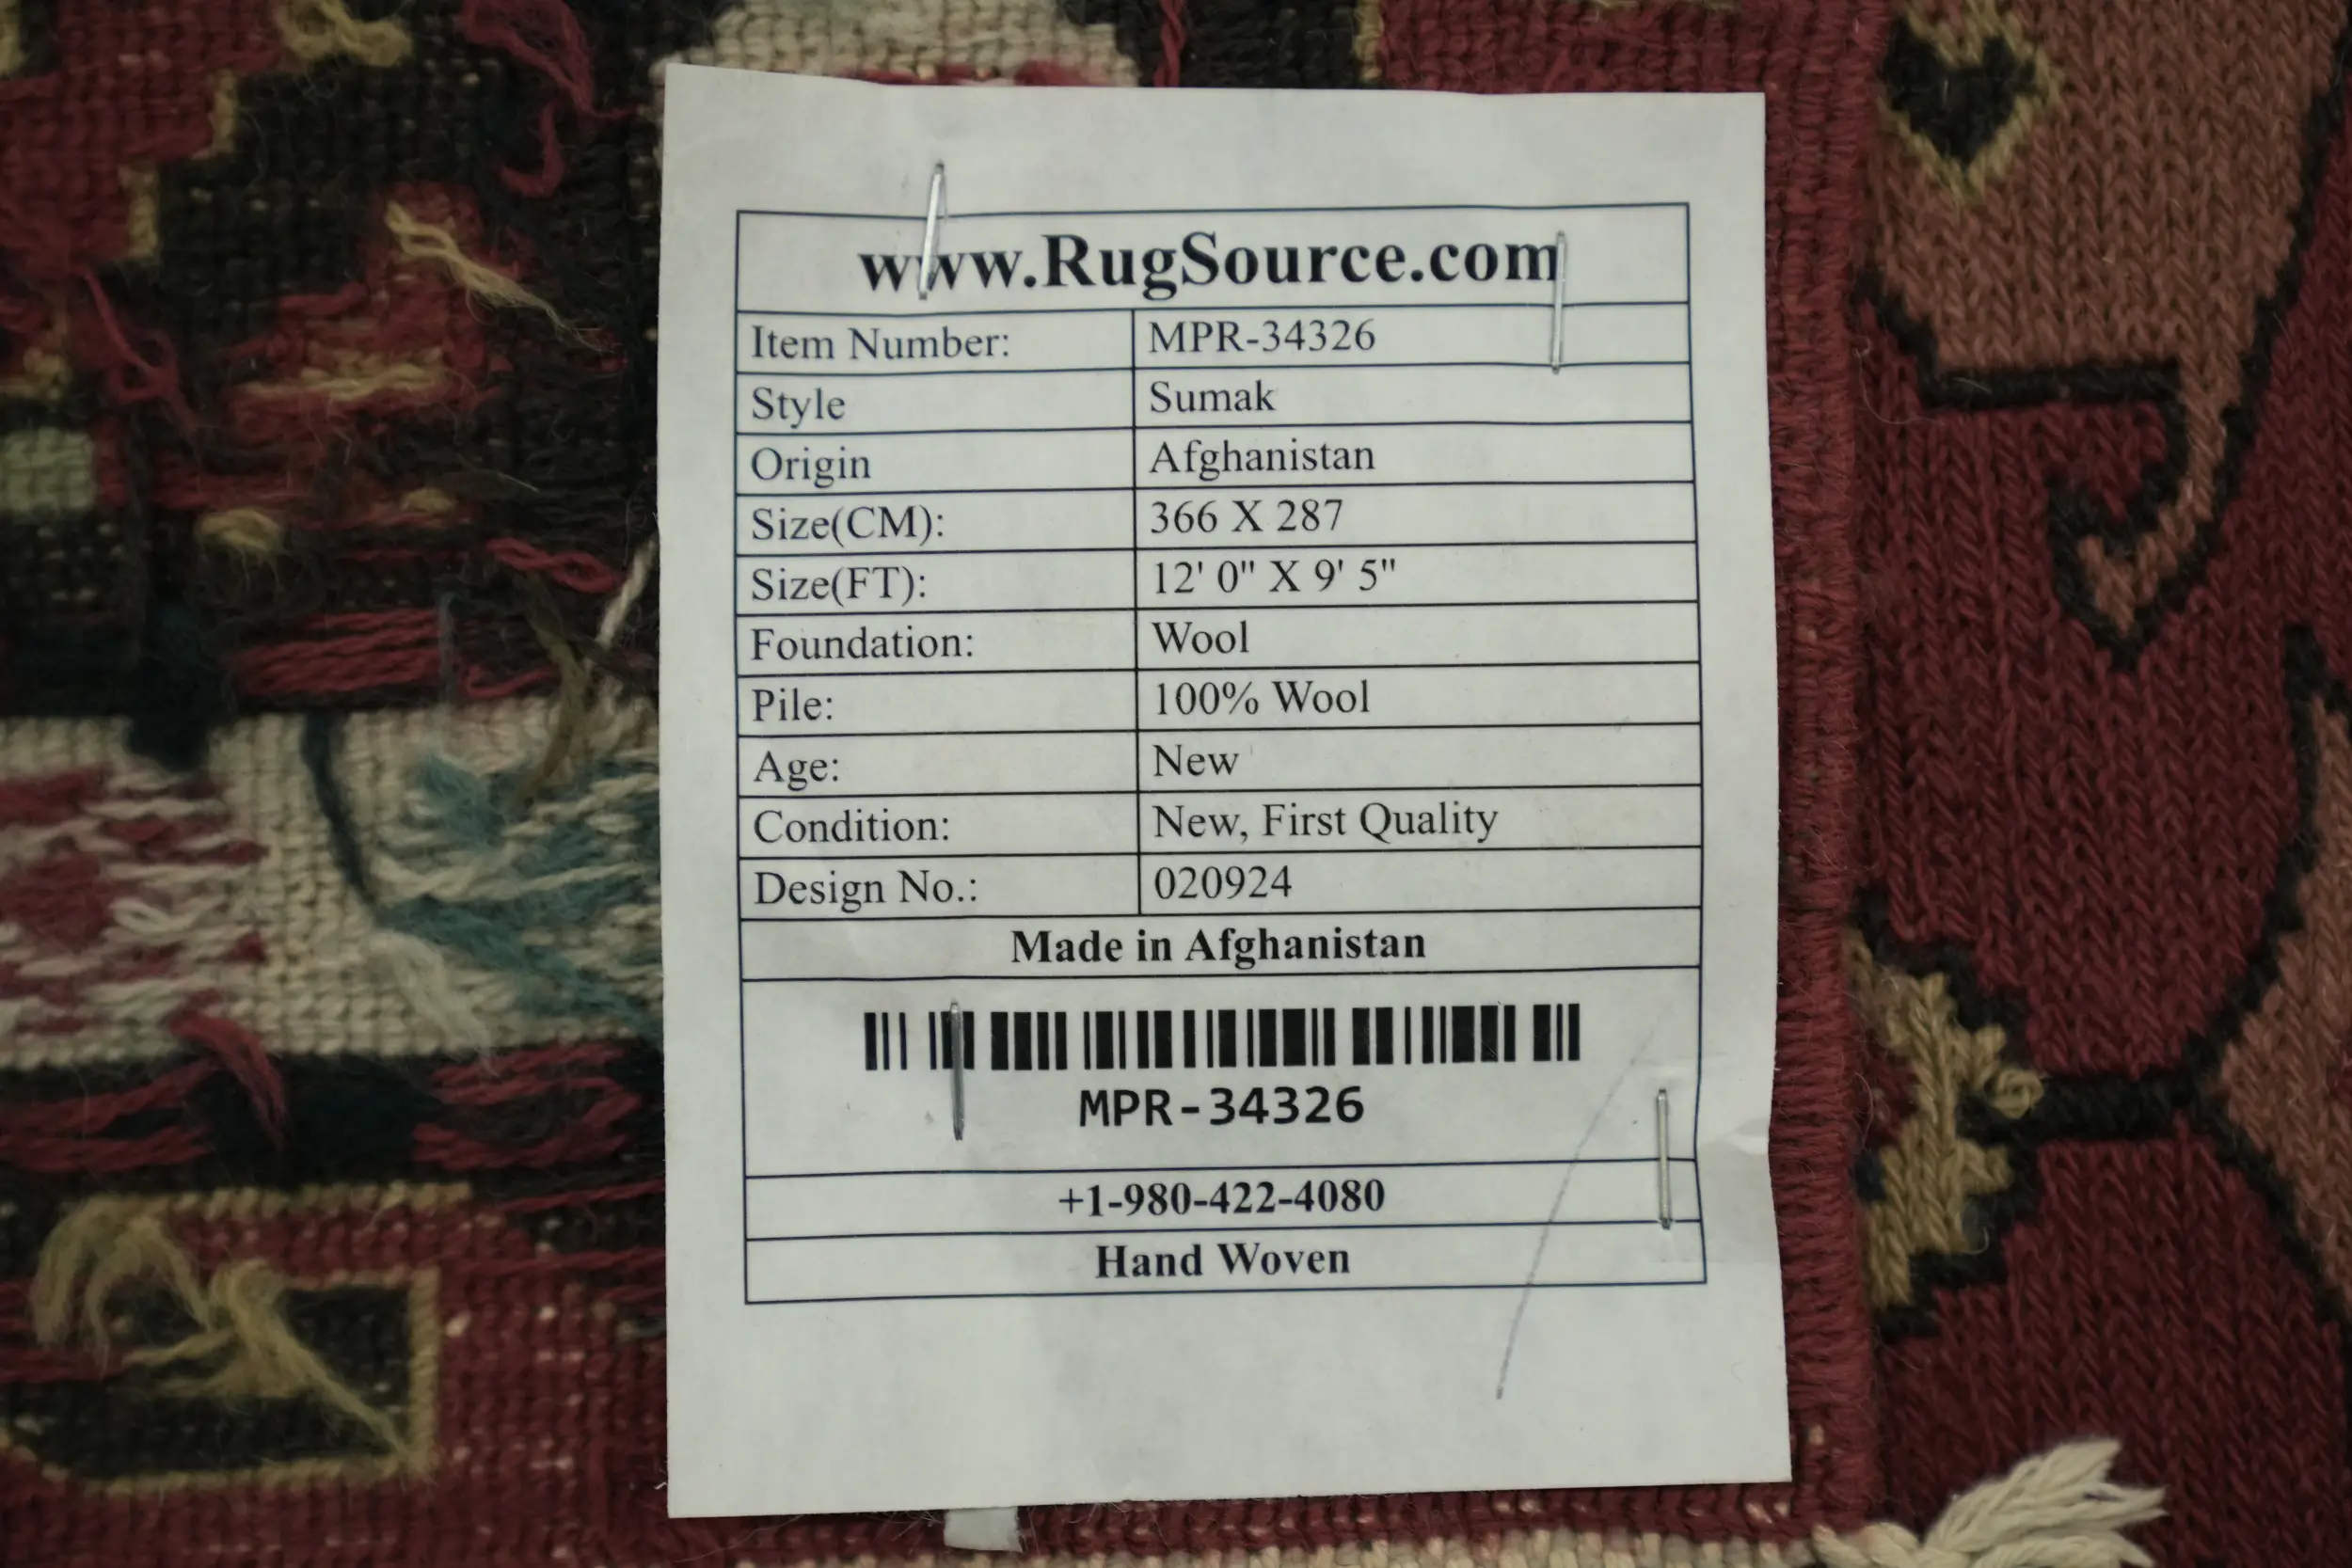 www.RugSource.com
Item Number: MPR-34326
Style Sumak
Origin Afghanistan
Size(CM): 366 X 287
Size(FT): 12' 0" X 9' 5"
Foundation: Wool
Pile: 100% Wool
Age: New
Condition: New, First Quality
Design No.: 020924
Made in Afghanistan
MPR-34326
+1-980-422-4080
Hand Woven